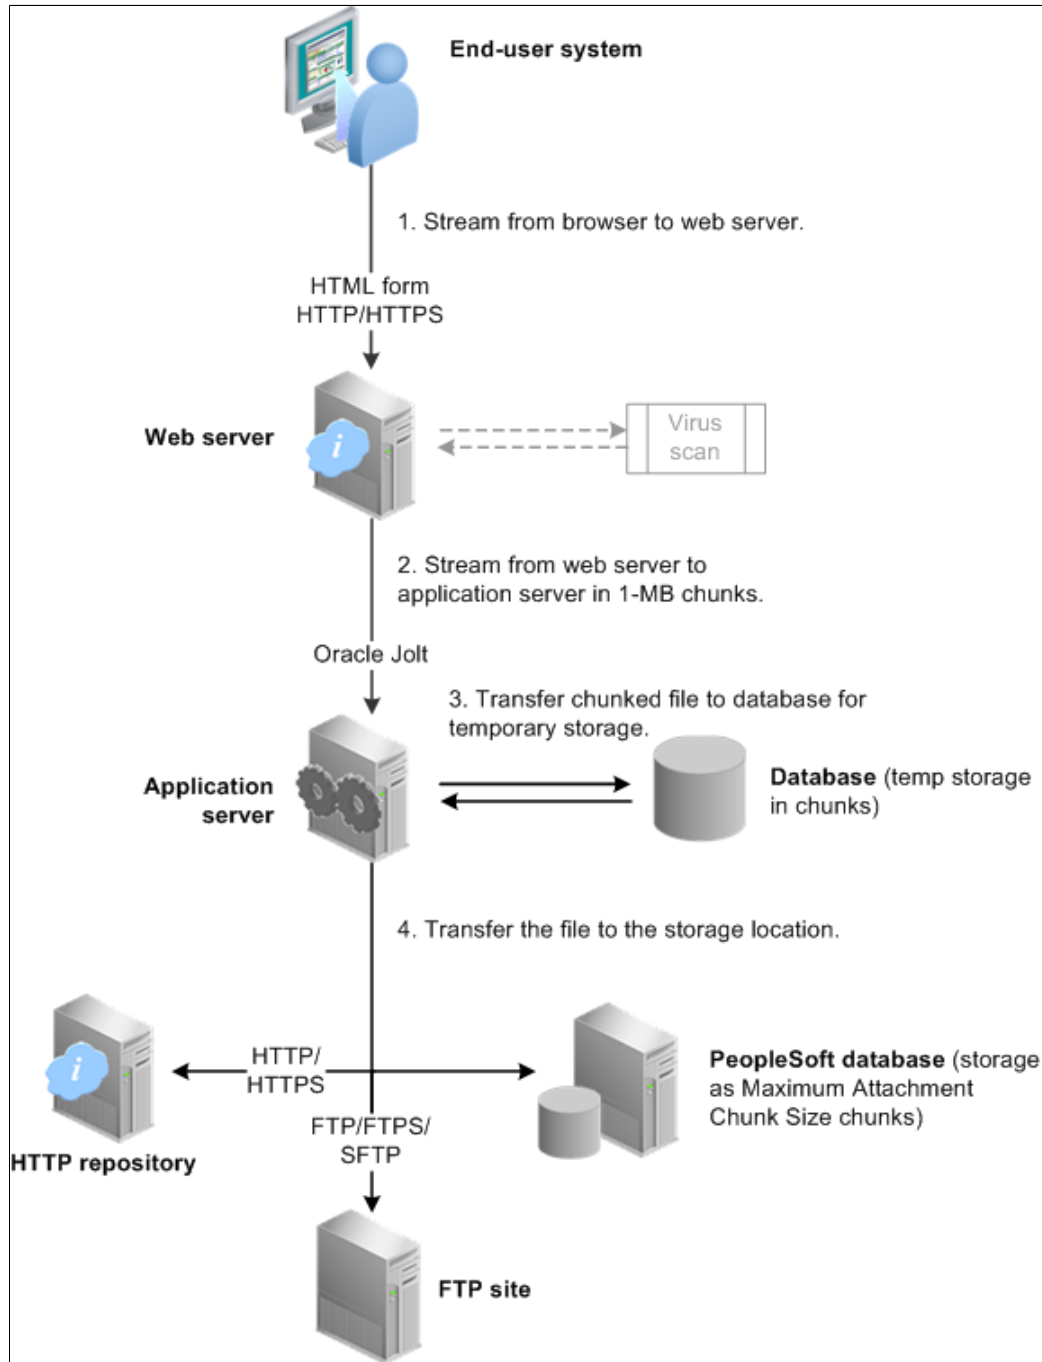 End-user system
1. Stream from browser to web server.
HTML form
HTTP/HTTPS
Web server
Virus
scan
2. Stream from web server to
application server in 1-MB chunks.
Oracle Jolt
3. Transfer chunked file to database for
temporary storage.
Application
server
Database (temp storage
in chunks)
4. Transfer the file to the storage location.
HTTP/
HTTPS
FTP/FTPS/
SFTP
PeopleSoft database (storage
as Maximum Attachment
Chunk Size chunks)
HTTP repository
FTP site